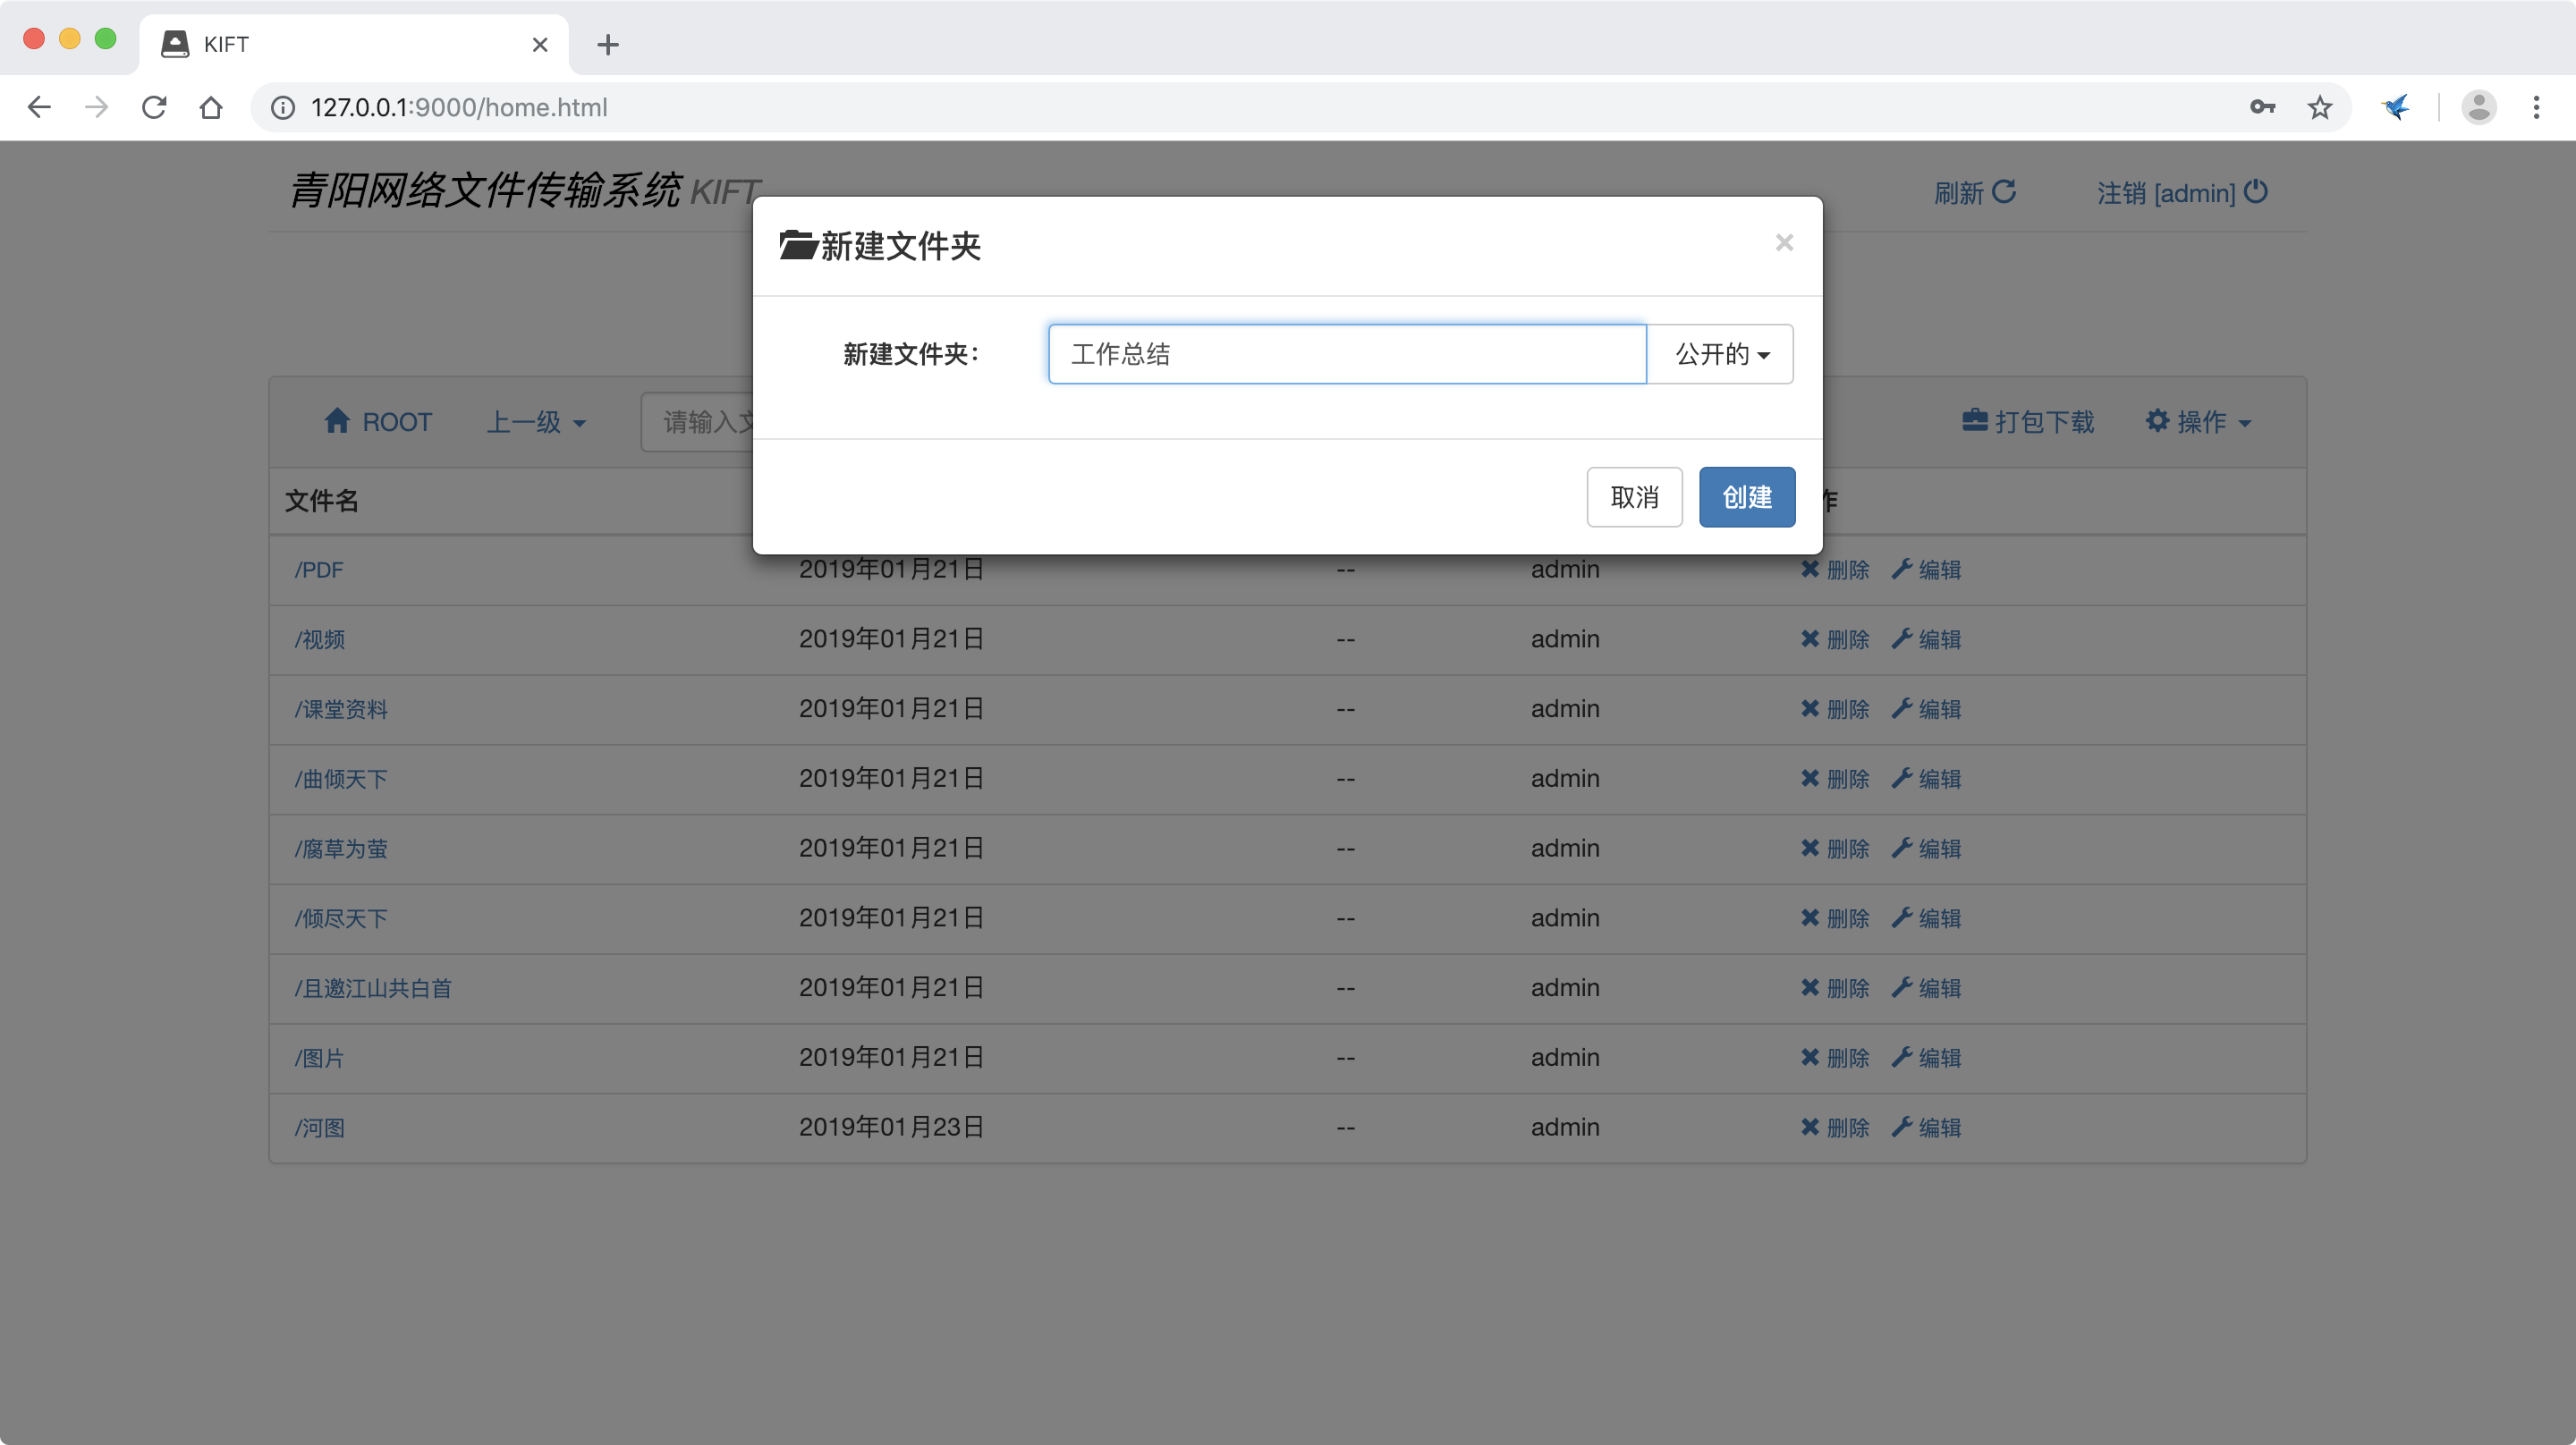 KIFT
127.0.0.1:9000/home.html
青阳网络文件传输系统 KIFT
刷新
注销 [admin]
新建文件夹
×
新建文件夹：
工作总结
公开的
取消
创建
ROOT
上一级
请输入文
打包下载
操作
文件名
作
/PDF 2019年01月21日 -- admin 删除 编辑
/视频 2019年01月21日 -- admin 删除 编辑
/课堂资料 2019年01月21日 -- admin 删除 编辑
/曲倾天下 2019年01月21日 -- admin 删除 编辑
/腐草为萤 2019年01月21日 -- admin 删除 编辑
/倾尽天下 2019年01月21日 -- admin 删除 编辑
/且邀江山共白首 2019年01月21日 -- admin 删除 编辑
/图片 2019年01月21日 -- admin 删除 编辑
/河图 2019年01月23日 -- admin 删除 编辑